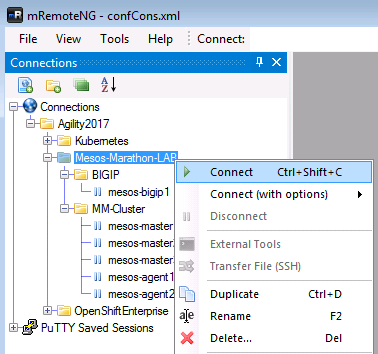 mRemoteNG - confCons.xml
File View Tools Help Connect:
Connections
Connections
Agility2017
Kubernetes
Mesos-Marathon-LAB
BIGIP
mesos-bigip1
MM-Cluster
mesos-master
mesos-master
mesos-master
mesos-agent1
mesos-agent2
OpenShiftEnterprise
PuTTY Saved Sessions
Connect Ctrl+Shift+C
Connect (with options)
Disconnect
External Tools
Transfer File (SSH)
Duplicate Ctrl+D
Rename F2
Delete... Del